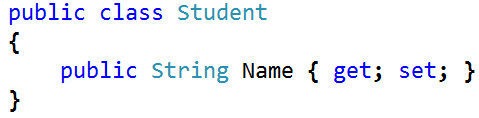 public class Student
{
    public String Name { get; set; }
}